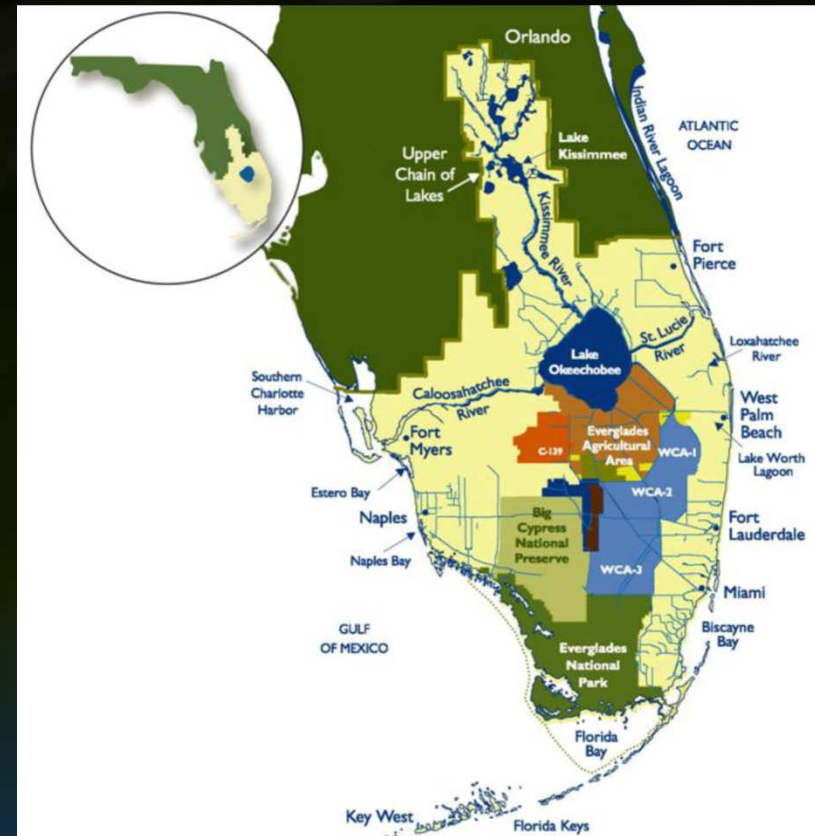 Orlando
Indian River Lagoon
ATLANTIC
OCEAN
Lake
Kissimmee
Upper
Chain of
Lakes
Kissimmee
River
Fort
Pierce
St. Lucie
River
Loxahatchee
River
Lake
Okeechobee
Southern
Charlotte
Harbor
Caloosahatchee
River
West
Palm
Beach
Fort
Myers
C-139
Everglades
Agricultural
Area
WCA-1
Lake Worth
Lagoon
Estero Bay
WCA-2
Naples
Big
Cypress
National
Preserve
Fort
Lauderdale
Naples Bay
WCA-3
Miami
GULF
OF MEXICO
Biscayne
Bay
Everglades
National
Park
Florida
Bay
Key West
Florida Keys